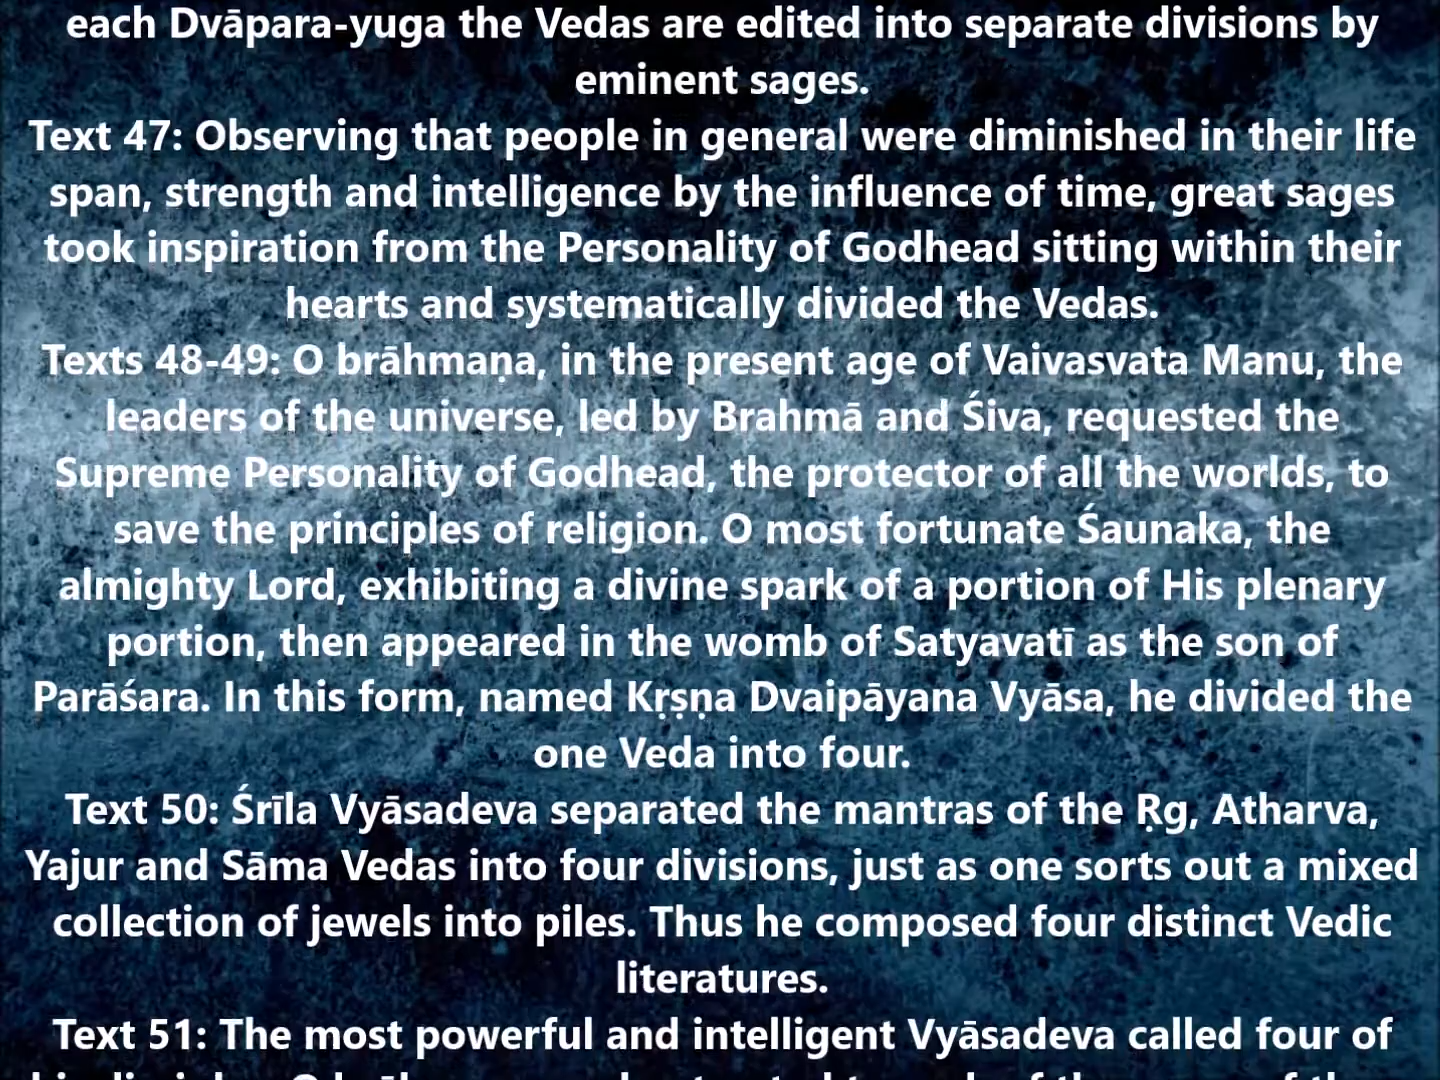 each Dvāpara-yuga the Vedas are edited into separate divisions by
eminent sages.
Text 47: Observing that people in general were diminished in their life
span, strength and intelligence by the influence of time, great sages
took inspiration from the Personality of Godhead sitting within their
hearts and systematically divided the Vedas.
Texts 48-49: O brāhmaṇa, in the present age of Vaivasvata Manu, the
leaders of the universe, led by Brahmā and Śiva, requested the
Supreme Personality of Godhead, the protector of all the worlds, to
save the principles of religion. O most fortunate Śaunaka, the
almighty Lord, exhibiting a divine spark of a portion of His plenary
portion, then appeared in the womb of Satyavatī as the son of
Parāśara. In this form, named Kṛṣṇa Dvaipāyana Vyāsa, he divided the
one Veda into four.
Text 50: Śrīla Vyāsadeva separated the mantras of the Ṛg, Atharva,
Yajur and Sāma Vedas into four divisions, just as one sorts out a mixed
collection of jewels into piles. Thus he composed four distinct Vedic
literatures.
Text 51: The most powerful and intelligent Vyāsadeva called four of